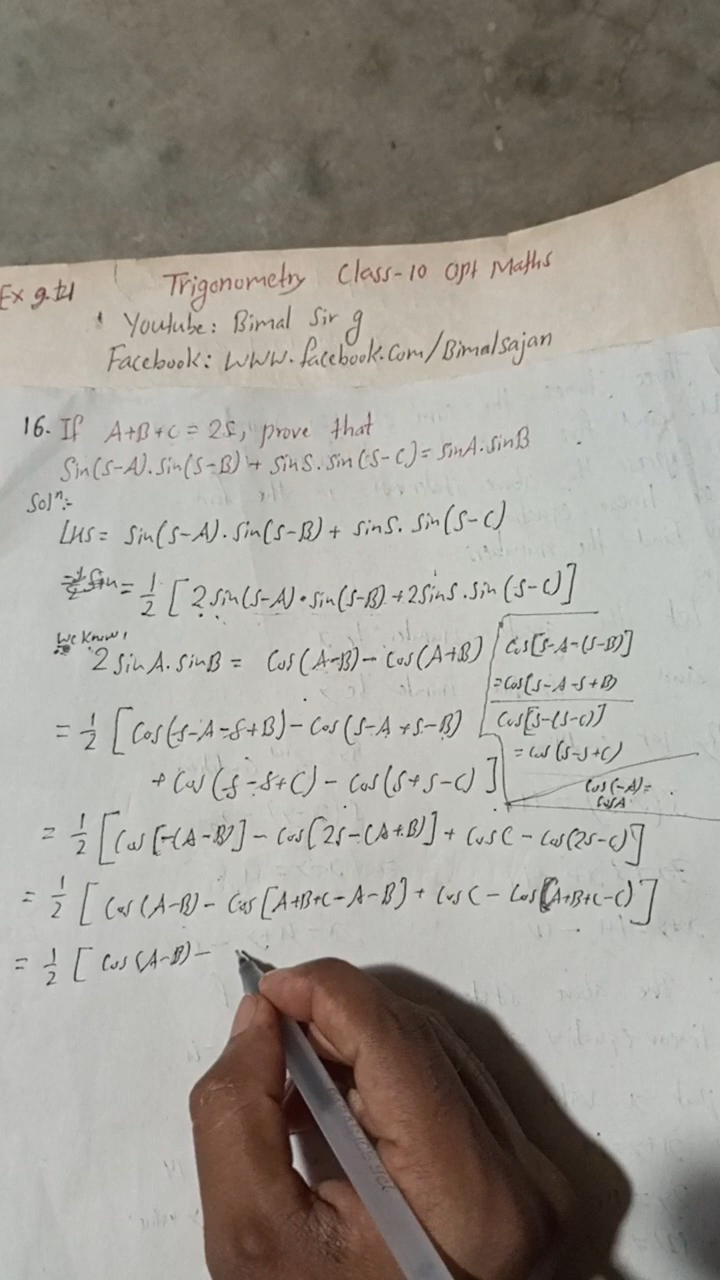 Trigonometry Class-10 Opt Maths
Youtube: Bimal Sir g
Facebook: WWW.facebook.Com/Bimalsajan
16. If A+B+C = 2S, prove that
Sin(S-A).sin(S-B) + sinS.sin(S-C) = sinA.sinB
Solⁿ:-
LHS = sin(S-A).sin(S-B) + sinS. sin(S-C)
= 1/2 [2sin(S-A).sin(S-B) + 2sinS.sin(S-C)]
We know,
2 sinA.sinB = Cos(A-B) - cos(A+B)
Cos[S-A-(S-B)]
= Cos(S-A-S+B)
Cos[S-(S-C)]
= cos(S-S+C)
= 1/2 [Cos(S-A-S+B) - Cos(S-A+S-B)
+ Cos(S-S+C) - Cos(S+S-C)]
Cos(-A) =
CosA
= 1/2 [Cos[-(A-B)] - Cos[2S-(A+B)] + CosC - Cos(2S-C)]
= 1/2 [Cos(A-B) - Cos[A+B+C-A-B] + CosC - Cos(A+B+C-C)]
= 1/2 [Cos(A-B) -